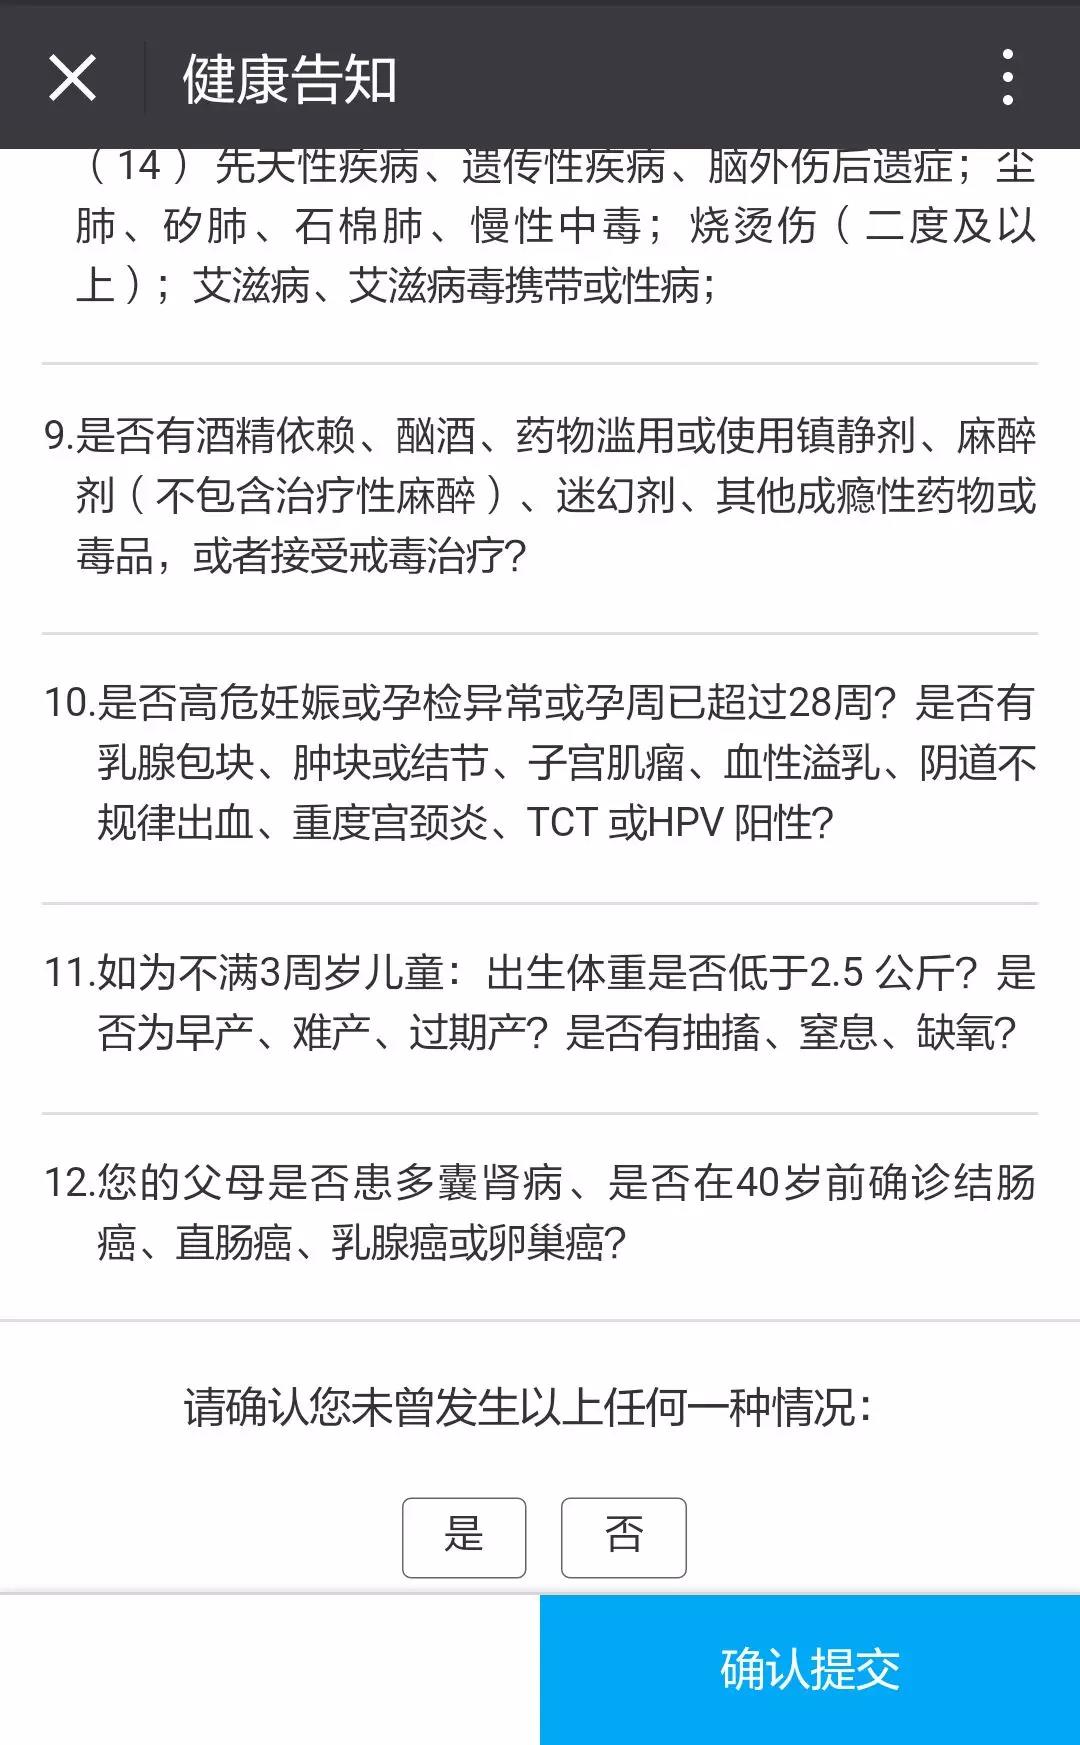 健康告知
（14）先天性疾病、遗传性疾病、脑外伤后遗症；尘
肺、矽肺、石棉肺、慢性中毒；烧烫伤（二度及以
上）；艾滋病、艾滋病毒携带或性病；
9.是否有酒精依赖、酗酒、药物滥用或使用镇静剂、麻醉
剂（不包含治疗性麻醉）、迷幻剂、其他成瘾性药物或
毒品，或者接受戒毒治疗？
10.是否高危妊娠或孕检异常或孕周已超过28周？是否有
乳腺包块、肿块或结节、子宫肌瘤、血性溢乳、阴道不
规律出血、重度宫颈炎、TCT 或HPV 阳性？
11.如为不满3周岁儿童：出生体重是否低于2.5 公斤？是
否为早产、难产、过期产？是否有抽搐、窒息、缺氧？
12.您的父母是否患多囊肾病、是否在40岁前确诊结肠
癌、直肠癌、乳腺癌或卵巢癌？
请确认您未曾发生以上任何一种情况：
是 否
确认提交